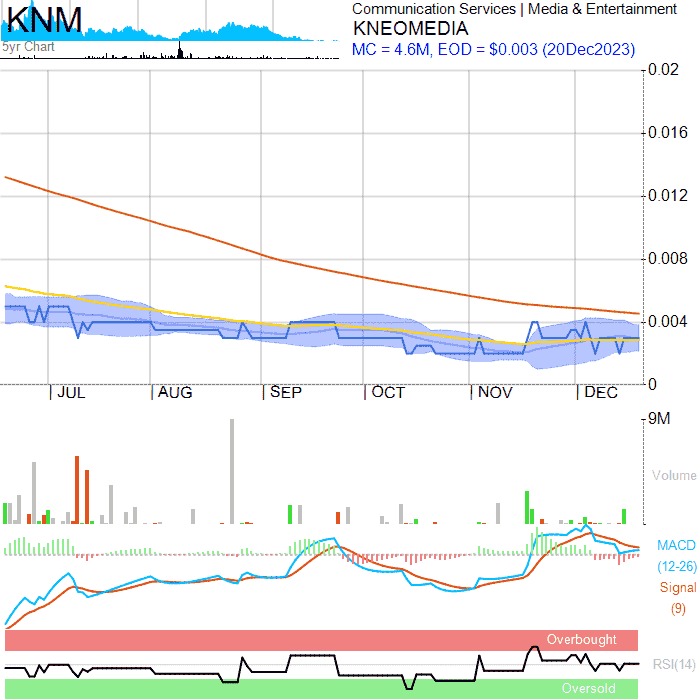 KNM
5yr Chart
Communication Services | Media & Entertainment
KNEOMEDIA
MC = 4.6M, EOD = $0.003 (20Dec2023)
0.02
0.016
0.012
0.008
0.004
0
JUL AUG SEP OCT NOV DEC
9M
Volume
MACD
(12-26)
Signal
(9)
Overbought
RSI(14)
Oversold